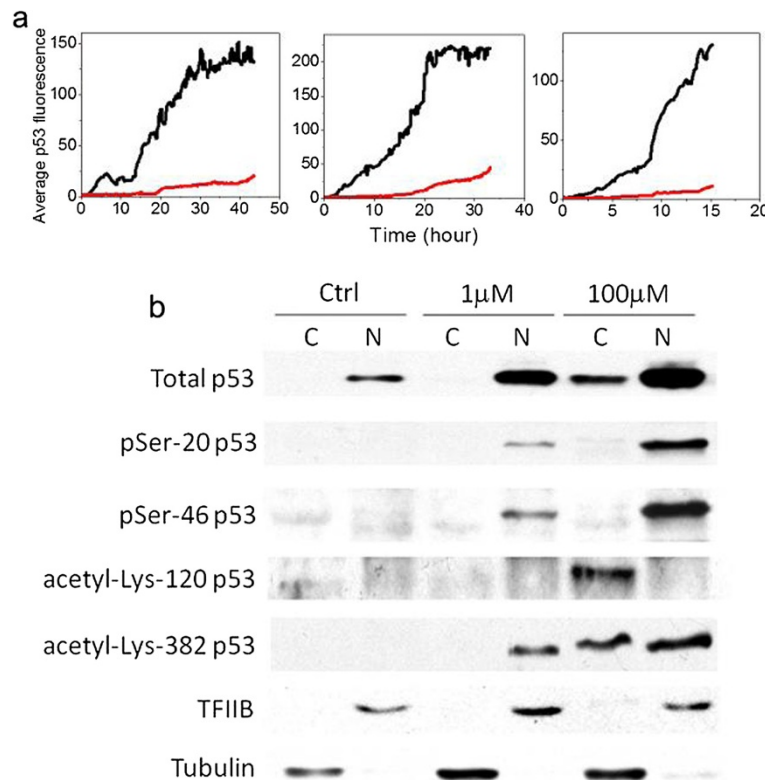 a
Average p53 fluorescence
150
100
50
0
0 10 20 30 40 50
200
150
100
50
0
0 10 20 30 40
100
50
0
0 5 10 15 20
Time (hour)
b
Ctrl 1μM 100μM
C N C N C N
Total p53
pSer-20 p53
pSer-46 p53
acetyl-Lys-120 p53
acetyl-Lys-382 p53
TFIIB
Tubulin